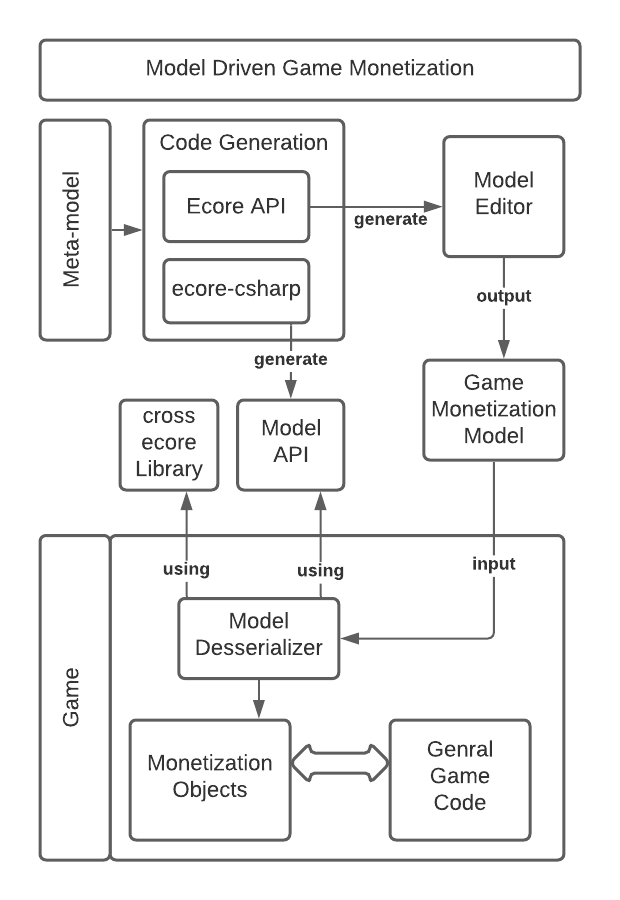 Model Driven Game Monetization
Meta-model
Code Generation
Ecore API
generate
Model
Editor
ecore-csharp
output
generate
Game
Monetization
Model
cross
ecore
Library
Model
API
using
using
input
Game
Model
Desserializer
Monetization
Objects
Genral
Game
Code